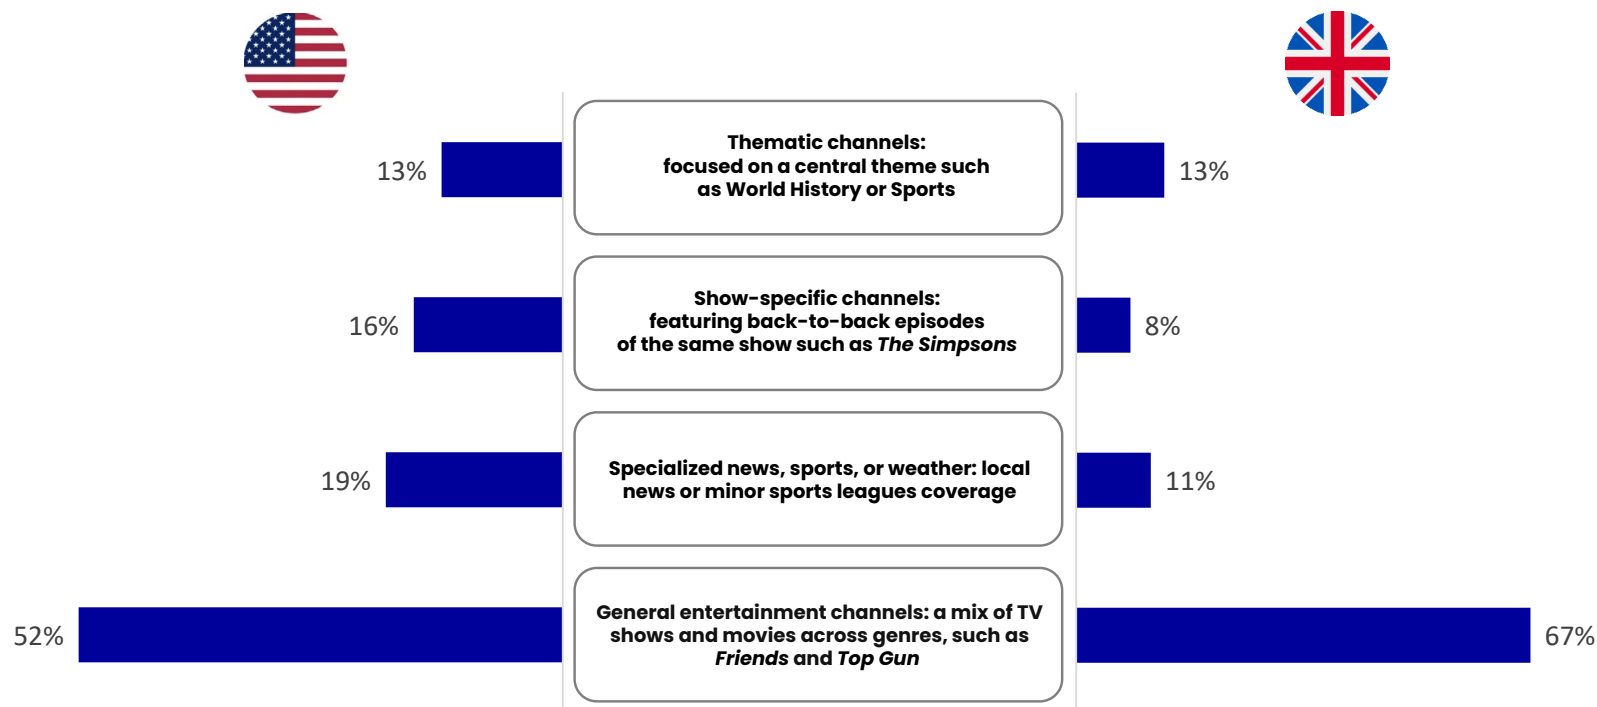 Thematic channels:
focused on a central theme such
as World History or Sports
13%
13%
Show-specific channels:
featuring back-to-back episodes
of the same show such as The Simpsons
16%
8%
Specialized news, sports, or weather: local
news or minor sports leagues coverage
19%
11%
General entertainment channels: a mix of TV
shows and movies across genres, such as
Friends and Top Gun
52%
67%